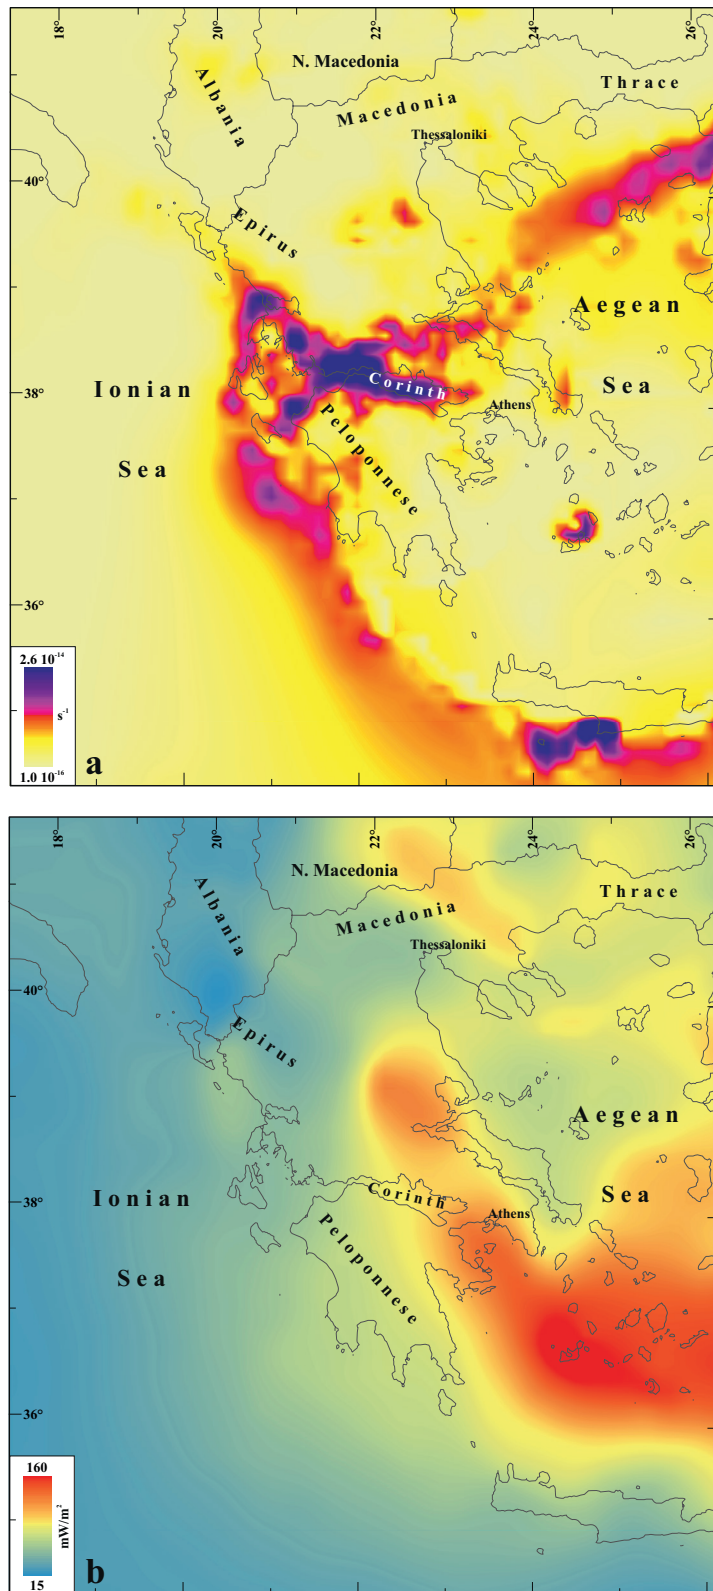 18°
20°
22°
24°
26°
N. Macedonia
Albania
Thrace
Macedonia
Thessaloniki
40°
Epirus
Aegean
Ionian
38°
Corinth
Sea
Athens
Peloponnese
Sea
36°
2.6 10⁻¹⁴
s⁻¹
1.0 10⁻¹⁶
a
18°
20°
22°
24°
26°
N. Macedonia
Albania
Thrace
Macedonia
Thessaloniki
40°
Epirus
Aegean
Ionian
38°
Corinth
Sea
Athens
Peloponnese
Sea
36°
160
mW/m²
15
b